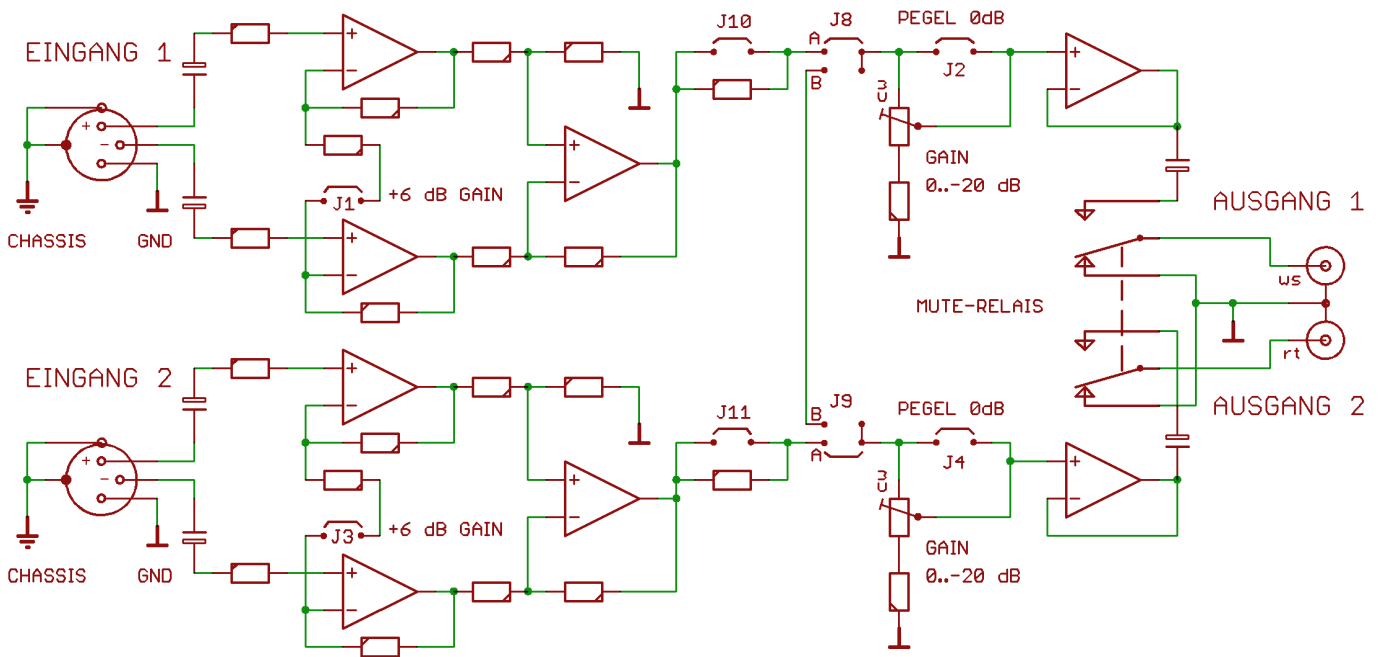 EINGANG 1
+
-
CHASSIS
GND
+
-
J1
+6 dB GAIN
+
-
+
-
J10
A
J8
B
PEGEL 0dB
J2
3
U
GAIN
0..-20 dB
+
-
AUSGANG 1
ws
MUTE-RELAIS
rt
AUSGANG 2
EINGANG 2
+
-
CHASSIS
GND
+
-
J3
+6 dB GAIN
+
-
+
-
J11
B
J9
A
PEGEL 0dB
J4
3
U
GAIN
0..-20 dB
+
-